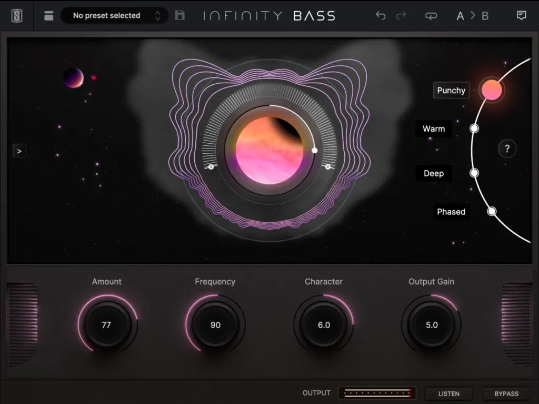 No preset selected
INFINITY BASS
A > B
Punchy
Warm
Deep
Phased
>
?
Amount
Frequency
Character
Output Gain
77
90
6.0
5.0
OUTPUT
LISTEN
BYPASS